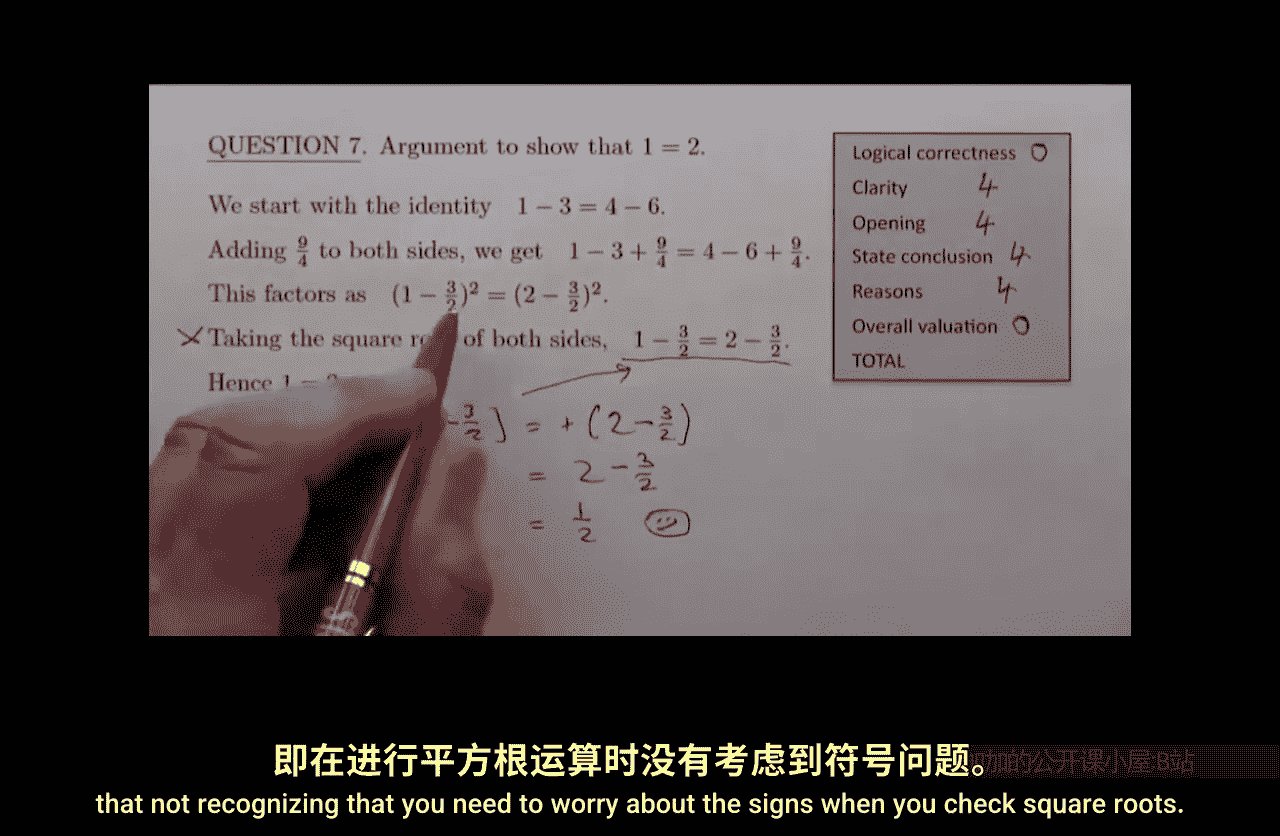 QUESTION 7. Argument to show that 1 = 2.
We start with the identity 1 − 3 = 4 − 6.
Adding 9/4 to both sides, we get 1 − 3 + 9/4 = 4 − 6 + 9/4.
This factors as (1 − 3/2)² = (2 − 3/2)².
Taking the square of both sides, 1 − 3/2 = 2 − 3/2.
Hence 1 =
− 3/2) = + (2 − 3/2)
= 2 − 3/2
= 1/2
Logical correctness 0
Clarity 4
Opening 4
State conclusion 4
Reasons 4
Overall valuation 0
TOTAL
即在进行平方根运算时没有考虑到符号问题。
加的公开课小屋:B站
that not recognizing that you need to worry about the signs when you check square roots.